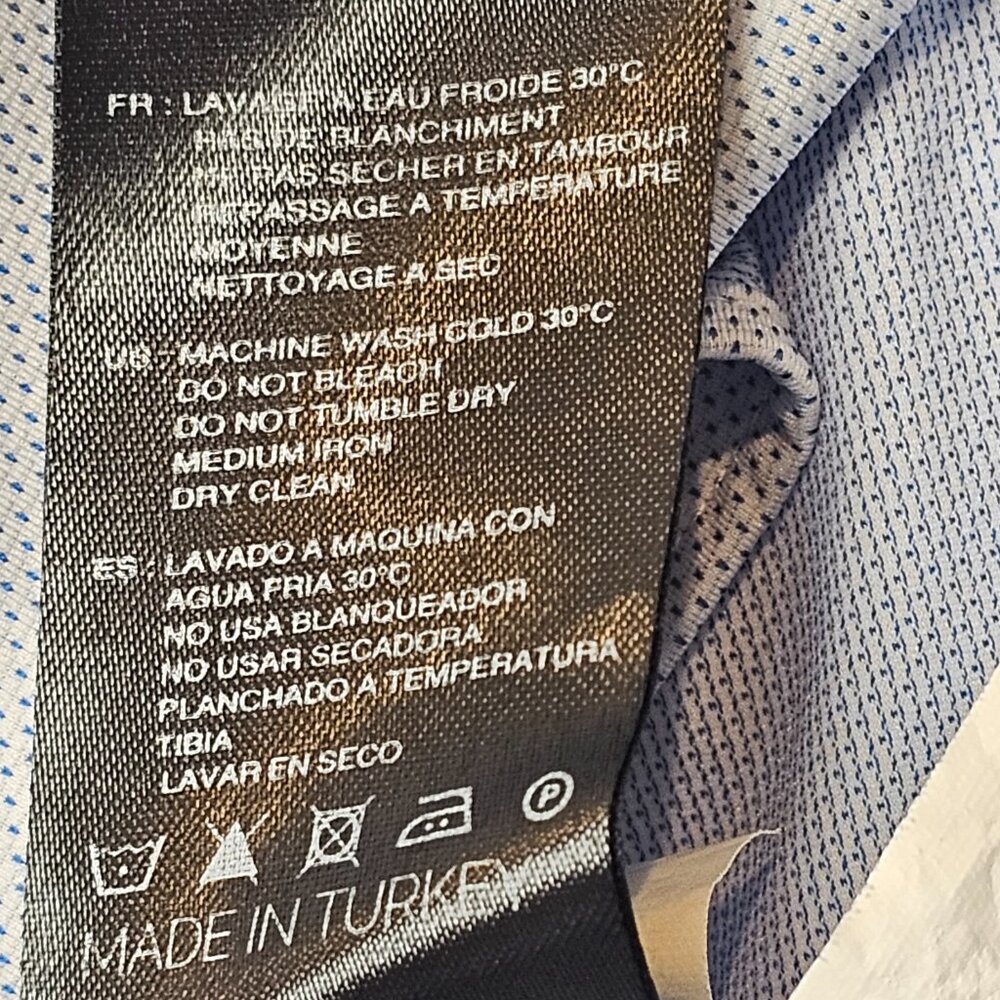 FR : LAVAGE A EAU FROIDE 30°C
PAS DE BLANCHIMENT
NE PAS SECHER EN TAMBOUR
REPASSAGE A TEMPERATURE
MOYENNE
NETTOYAGE A SEC
MACHINE WASH COLD 30°C
DO NOT BLEACH
DO NOT TUMBLE DRY
MEDIUM IRON
DRY CLEAN
ES : LAVADO A MAQUINA CON
AGUA FRIA 30°C
NO USA BLANQUEADOR
NO USAR SECADORA
PLANCHADO A TEMPERATURA
TIBIA
LAVAR EN SECO
P
MADE IN TURKEY